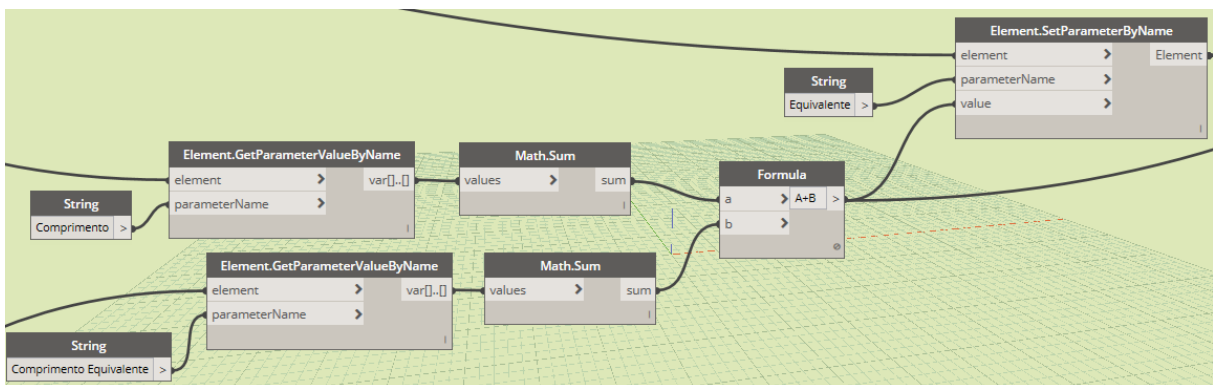 Element.SetParameterByName
element > Element
parameterName >
value >
String
Equivalente >
Element.GetParameterValueByName
element > var[]..[]
parameterName >
Math.Sum
values > sum
Formula
a > A+B >
b >
String
Comprimento >
Element.GetParameterValueByName
element > var[]..[]
parameterName >
Math.Sum
values > sum
String
Comprimento Equivalente >